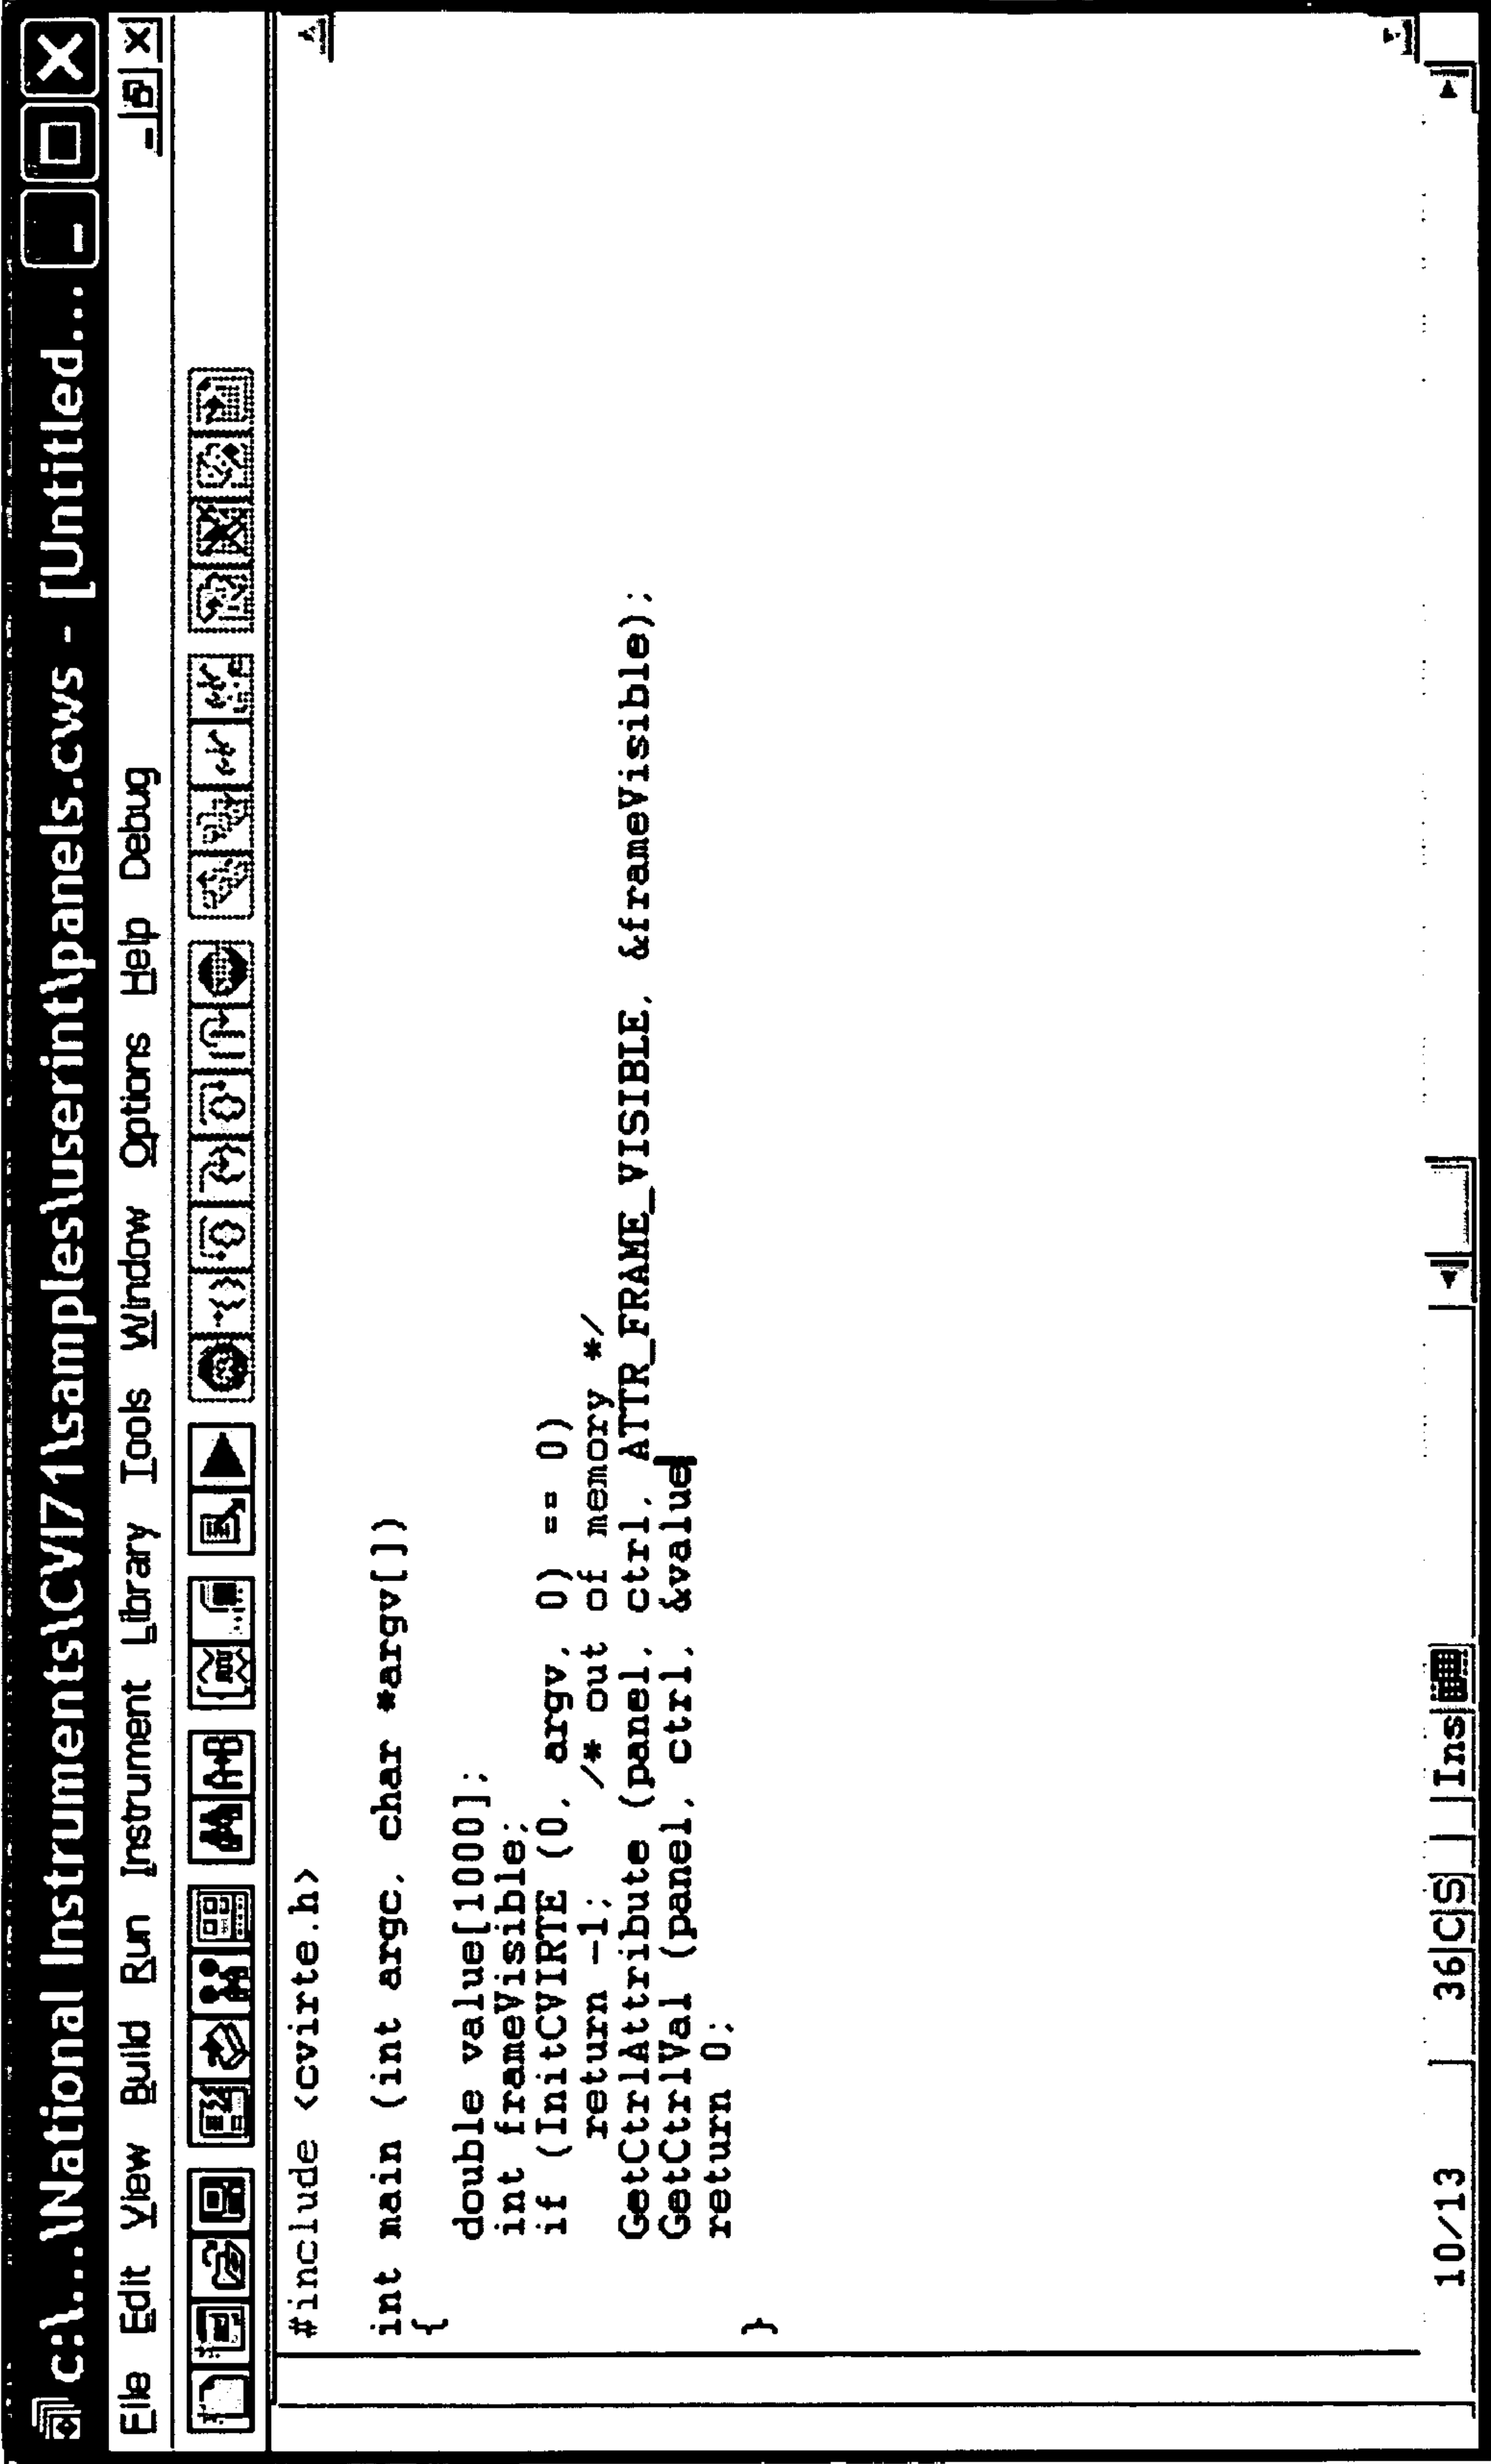 c:\...\National Instruments\CVI71\samples\userint\panels.cws - [Untitled...
File Edit View Build Run Instrument Library Tools Window Options Help Debug
A+B
#include <cvirte.h>
int main (int argc, char *argv[])
{
double value[1000];
int frameVisible;
if (InitCVIRTE (0, argv, 0) == 0)
return -1; /* out of memory */
GetCtrlAttribute (panel, ctrl, ATTR_FRAME_VISIBLE, &frameVisible);
GetCtrlVal (panel, ctrl, &value
return 0;
}
10/13 36 C S Ins